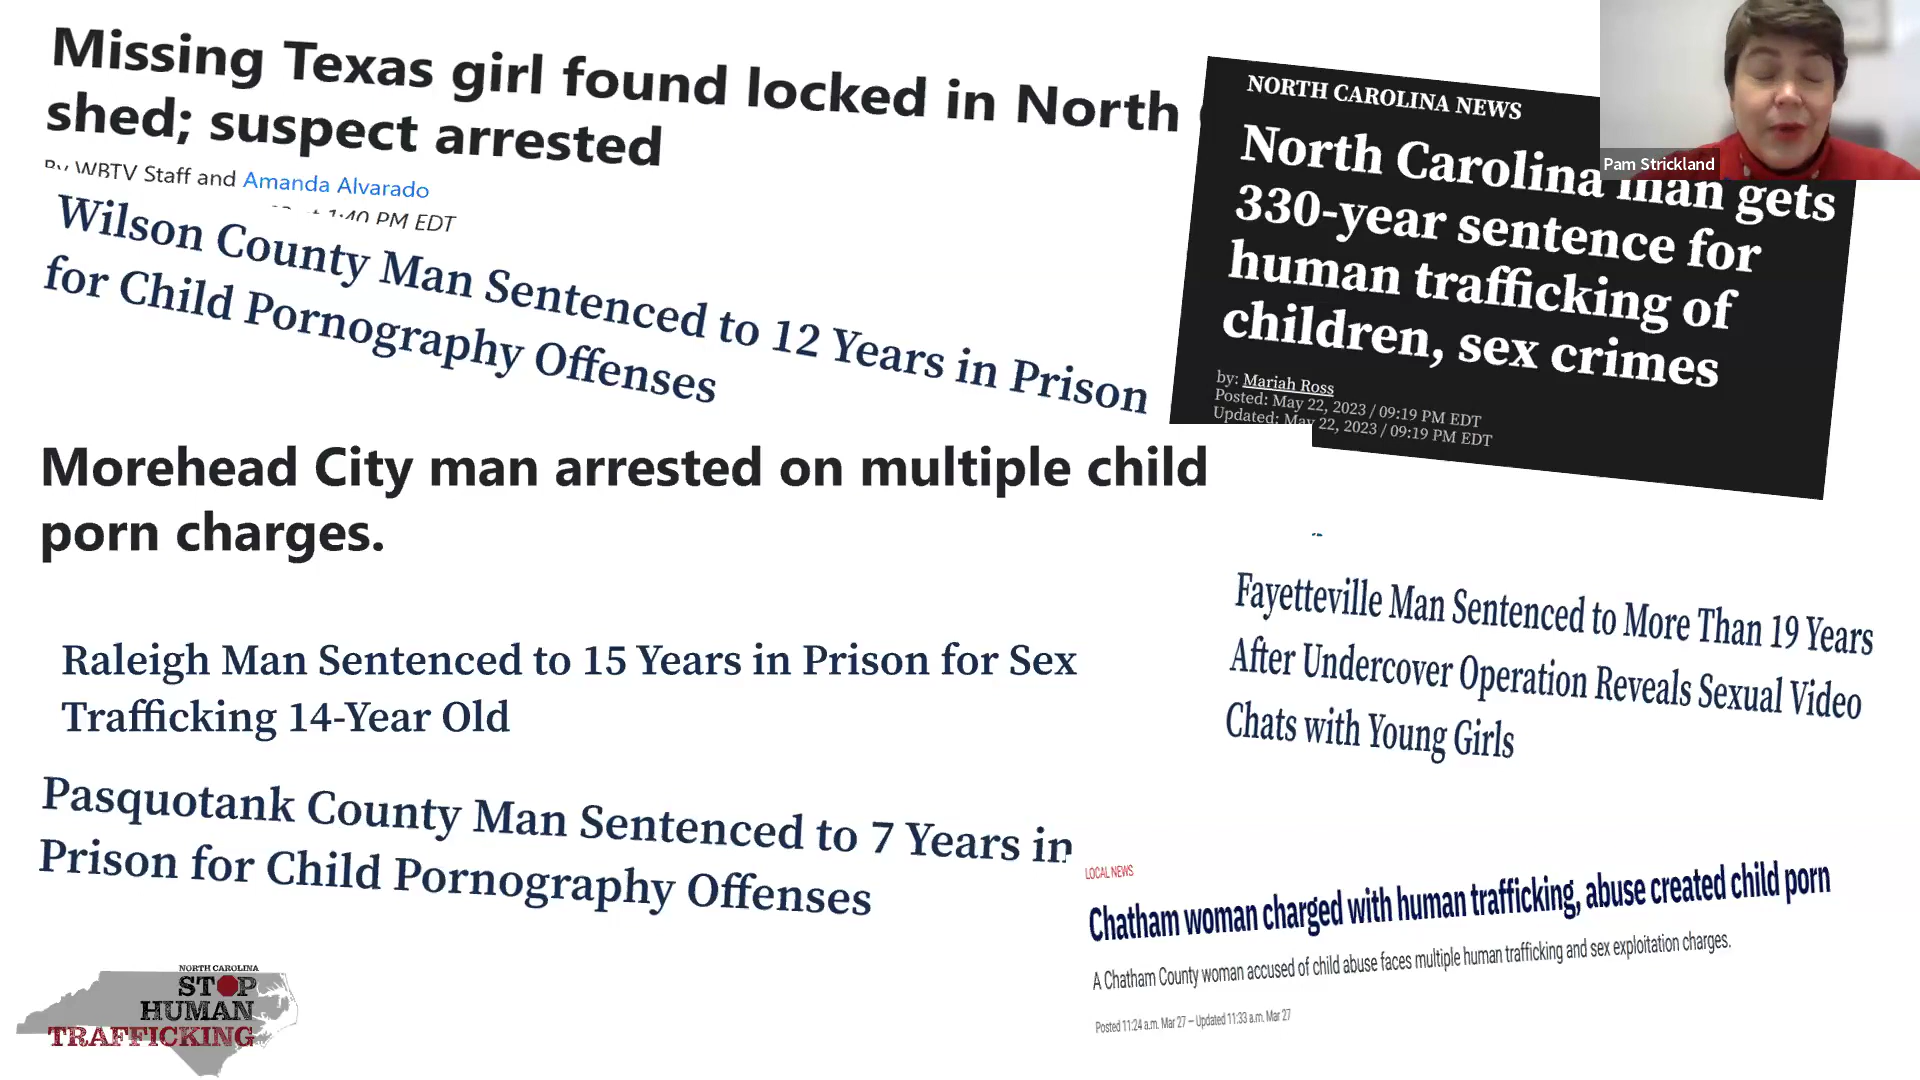 Missing Texas girl found locked in North
shed; suspect arrested
By WBTV Staff and Amanda Alvarado
1:40 PM EDT
Wilson County Man Sentenced to 12 Years in Prison
for Child Pornography Offenses
Morehead City man arrested on multiple child
porn charges.
Raleigh Man Sentenced to 15 Years in Prison for Sex
Trafficking 14-Year Old
Pasquotank County Man Sentenced to 7 Years in
Prison for Child Pornography Offenses
NORTH CAROLINA
STOP
HUMAN
TRAFFICKING
NORTH CAROLINA NEWS
North Carolina man gets
330-year sentence for
human trafficking of
children, sex crimes
by: Mariah Ross
Posted: May 22, 2023 / 09:19 PM EDT
Updated: May 22, 2023 / 09:19 PM EDT
Pam Strickland
Fayetteville Man Sentenced to More Than 19 Years
After Undercover Operation Reveals Sexual Video
Chats with Young Girls
LOCAL NEWS
Chatham woman charged with human trafficking, abuse created child porn
A Chatham County woman accused of child abuse faces multiple human trafficking and sex exploitation charges.
Posted 11:24 a.m. Mar 27 – Updated 11:33 a.m. Mar 27